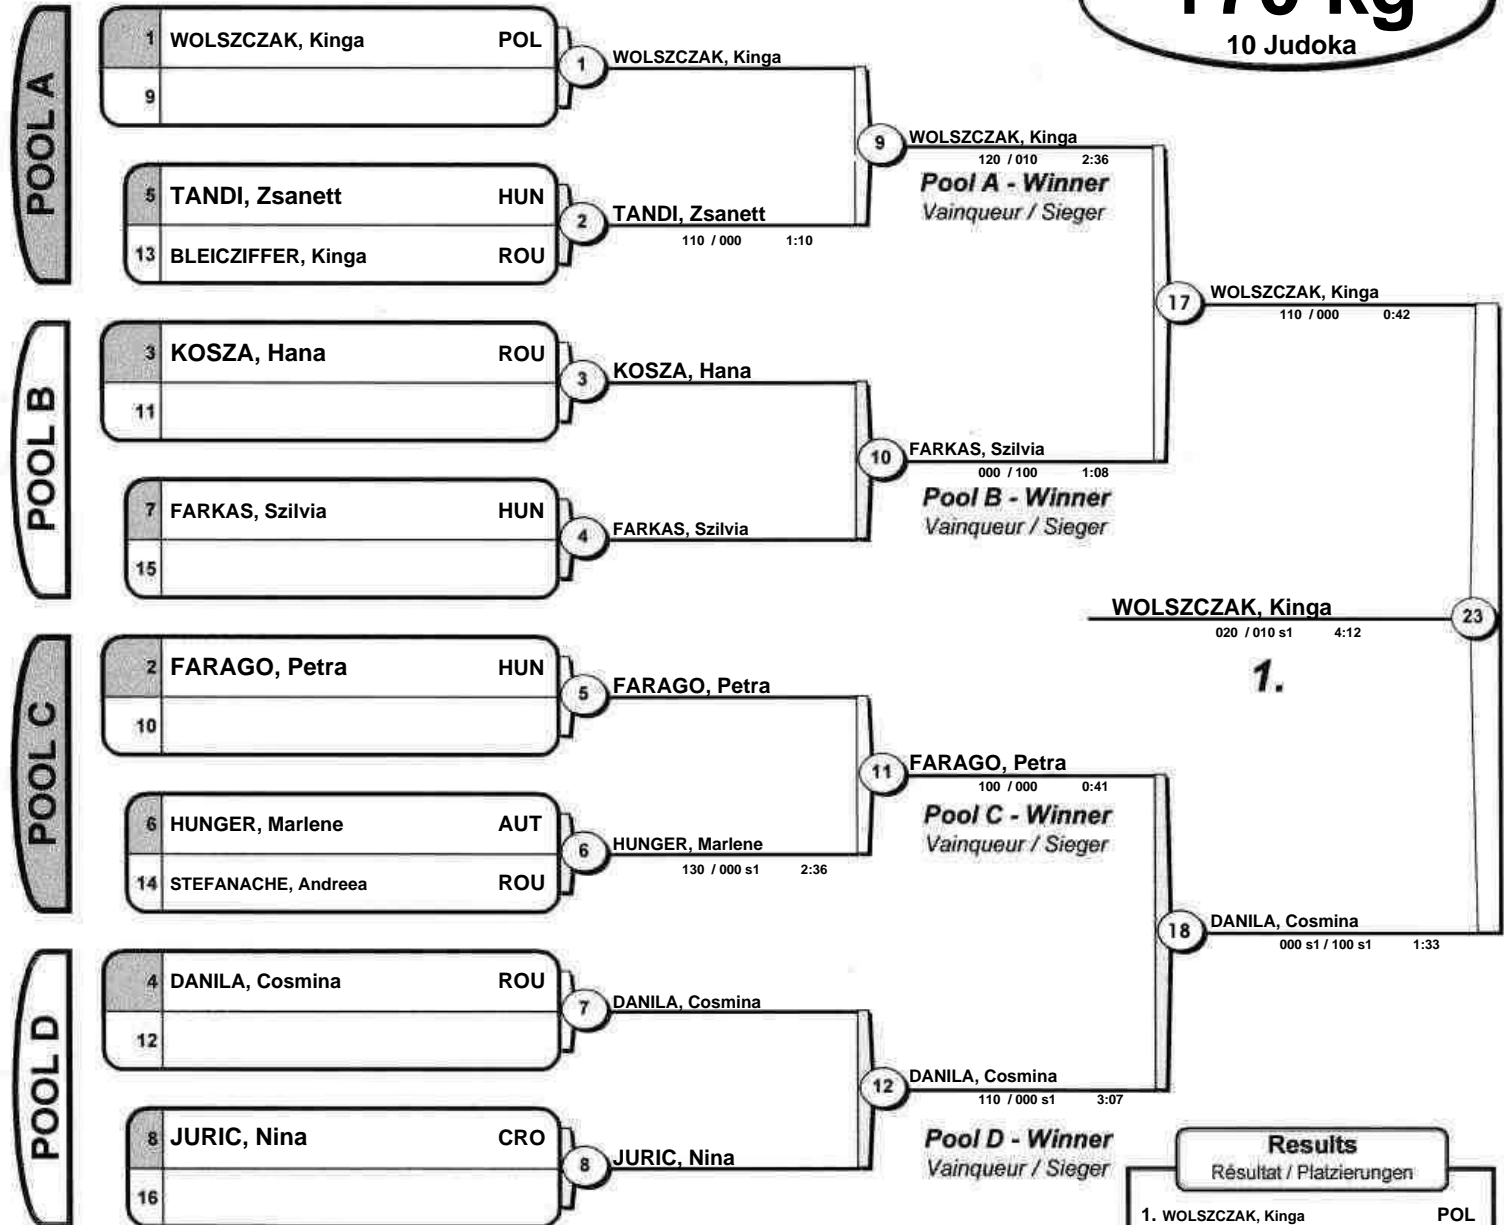 10 Judoka
POOL A
1 WOLSZCZAK, Kinga POL
9
5 TANDI, Zsanett HUN
13 BLEICZIFFER, Kinga ROU
1 WOLSZCZAK, Kinga
2 TANDI, Zsanett
110 / 000 1:10
9 WOLSZCZAK, Kinga
120 / 010 2:36
Pool A - Winner
Vainqueur / Sieger
POOL B
3 KOSZA, Hana ROU
11
7 FARKAS, Szilvia HUN
15
3 KOSZA, Hana
4 FARKAS, Szilvia
10 FARKAS, Szilvia
000 / 100 1:08
Pool B - Winner
Vainqueur / Sieger
17 WOLSZCZAK, Kinga
110 / 000 0:42
POOL C
2 FARAGO, Petra HUN
10
6 HUNGER, Marlene AUT
14 STEFANACHE, Andreea ROU
5 FARAGO, Petra
6 HUNGER, Marlene
130 / 000 s1 2:36
11 FARAGO, Petra
100 / 000 0:41
Pool C - Winner
Vainqueur / Sieger
POOL D
4 DANILA, Cosmina ROU
12
8 JURIC, Nina CRO
16
7 DANILA, Cosmina
8 JURIC, Nina
12 DANILA, Cosmina
110 / 000 s1 3:07
Pool D - Winner
Vainqueur / Sieger
18 DANILA, Cosmina
000 s1 / 100 s1 1:33
WOLSZCZAK, Kinga 23
020 / 010 s1 4:12
1.
Results
Résultat / Platzierungen
1. WOLSZCZAK, Kinga POL